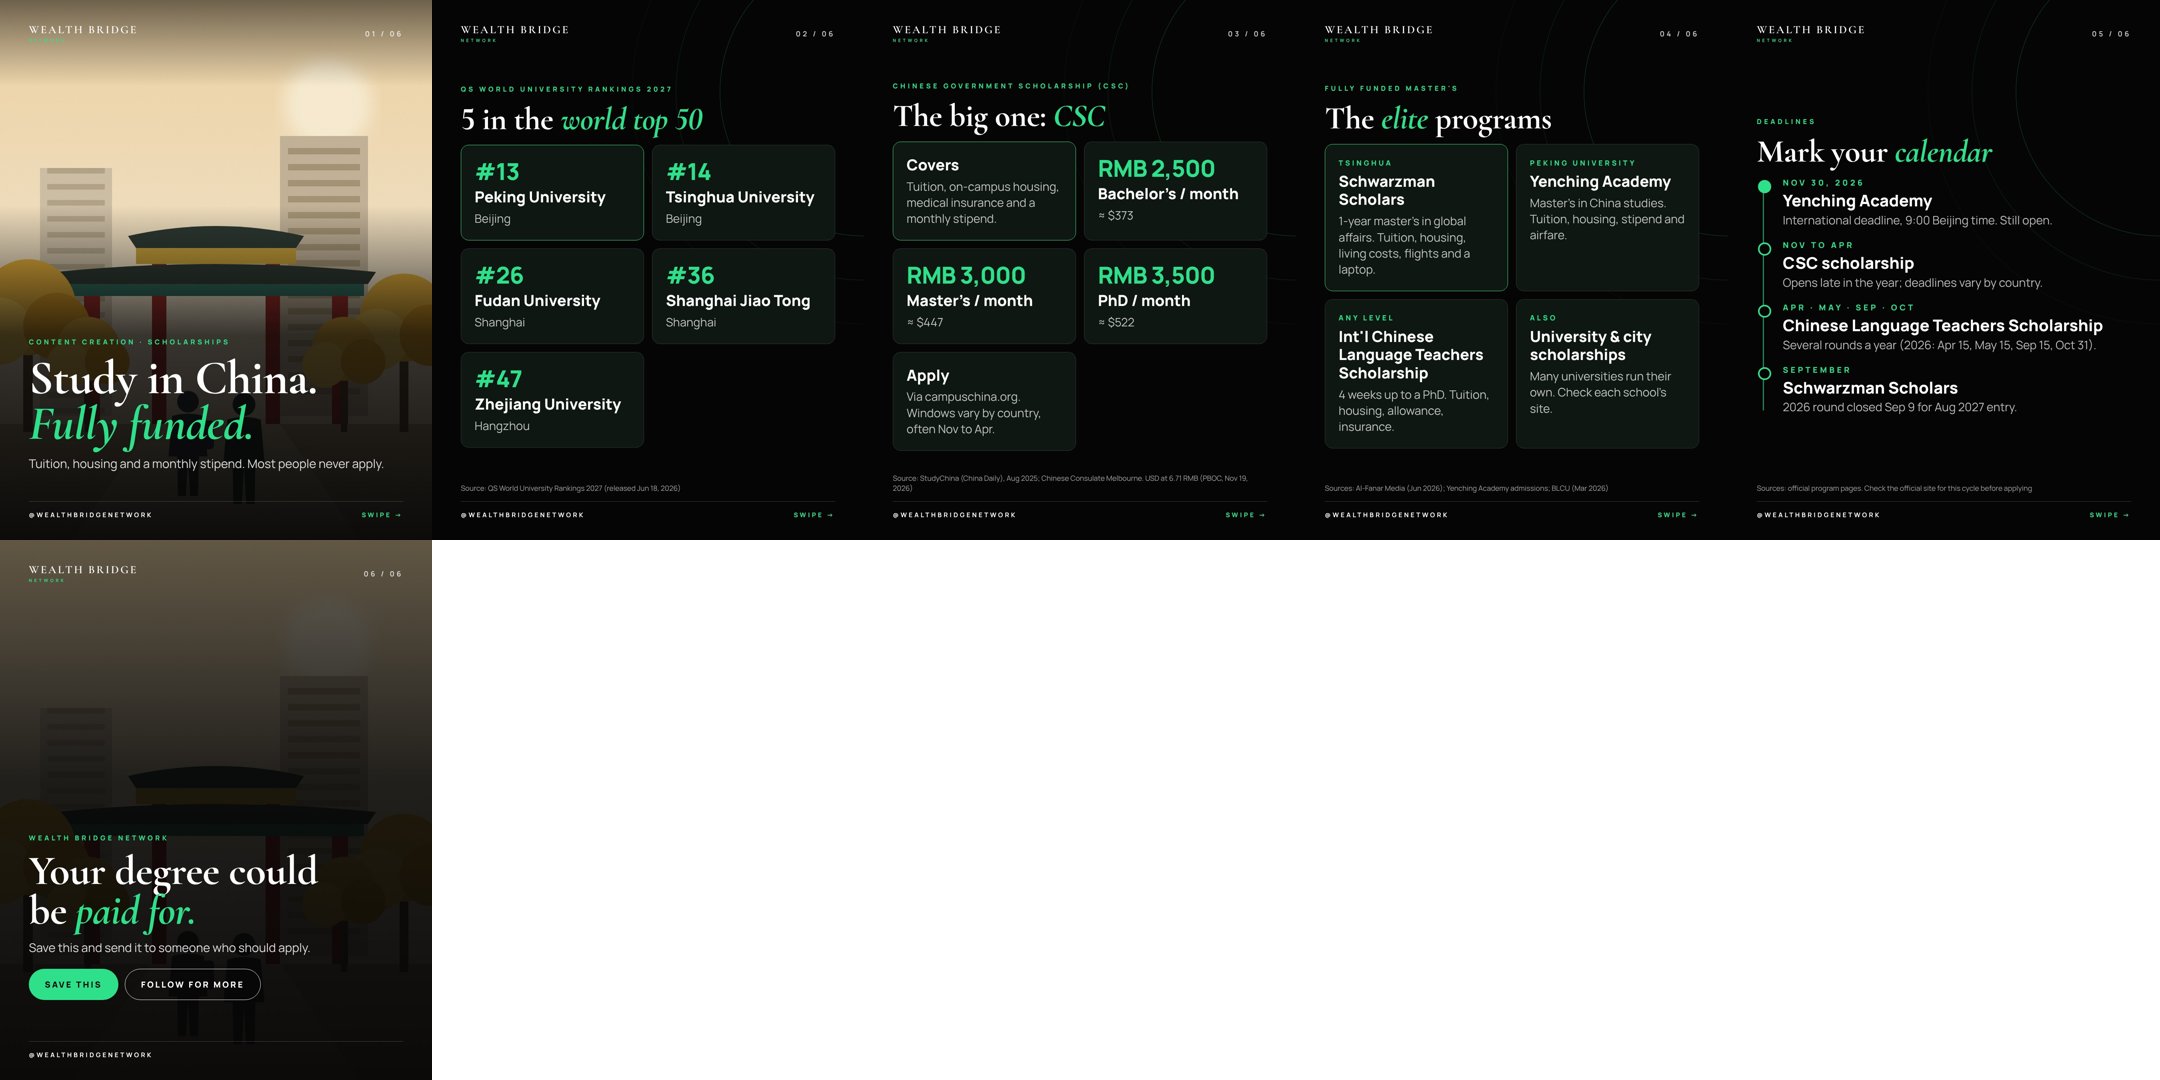 WEALTH BRIDGE
NETWORK
01 / 06
CONTENT CREATION · SCHOLARSHIPS
Study in China.
Fully funded.
Tuition, housing and a monthly stipend. Most people never apply.
@WEALTHBRIDGENETWORK
SWIPE →
WEALTH BRIDGE
NETWORK
02 / 06
QS WORLD UNIVERSITY RANKINGS 2027
5 in the world top 50
#13
Peking University
Beijing
#14
Tsinghua University
Beijing
#26
Fudan University
Shanghai
#36
Shanghai Jiao Tong
Shanghai
#47
Zhejiang University
Hangzhou
Source: QS World University Rankings 2027 (released Jun 18, 2026)
@WEALTHBRIDGENETWORK
SWIPE →
WEALTH BRIDGE
NETWORK
03 / 06
CHINESE GOVERNMENT SCHOLARSHIP (CSC)
The big one: CSC
Covers
Tuition, on-campus housing,
medical insurance and a
monthly stipend.
RMB 2,500
Bachelor's / month
≈ $373
RMB 3,000
Master's / month
≈ $447
RMB 3,500
PhD / month
≈ $522
Apply
Via campuschina.org.
Windows vary by country,
often Nov to Apr.
Source: StudyChina (China Daily), Aug 2025; Chinese Consulate Melbourne. USD at 6.71 RMB (PBOC, Nov 19,
2026)
@WEALTHBRIDGENETWORK
SWIPE →
WEALTH BRIDGE
NETWORK
04 / 06
FULLY FUNDED MASTER'S
The elite programs
TSINGHUA
Schwarzman
Scholars
1-year master's in global
affairs. Tuition, housing,
living costs, flights and a
laptop.
PEKING UNIVERSITY
Yenching Academy
Master's in China studies.
Tuition, housing, stipend and
airfare.
ANY LEVEL
Int'l Chinese
Language Teachers
Scholarship
4 weeks up to a PhD. Tuition,
housing, allowance,
insurance.
ALSO
University & city
scholarships
Many universities run their
own. Check each school's
site.
Sources: Al-Fanar Media (Jun 2026); Yenching Academy admissions; BLCU (Mar 2026)
@WEALTHBRIDGENETWORK
SWIPE →
WEALTH BRIDGE
NETWORK
05 / 06
DEADLINES
Mark your calendar
NOV 30, 2026
Yenching Academy
International deadline, 9:00 Beijing time. Still open.
NOV TO APR
CSC scholarship
Opens late in the year; deadlines vary by country.
APR · MAY · SEP · OCT
Chinese Language Teachers Scholarship
Several rounds a year (2026: Apr 15, May 15, Sep 15, Oct 31).
SEPTEMBER
Schwarzman Scholars
2026 round closed Sep 9 for Aug 2027 entry.
Sources: official program pages. Check the official site for this cycle before applying
@WEALTHBRIDGENETWORK
SWIPE →
WEALTH BRIDGE
NETWORK
06 / 06
WEALTH BRIDGE NETWORK
Your degree could
be paid for.
Save this and send it to someone who should apply.
SAVE THIS
FOLLOW FOR MORE
@WEALTHBRIDGENETWORK